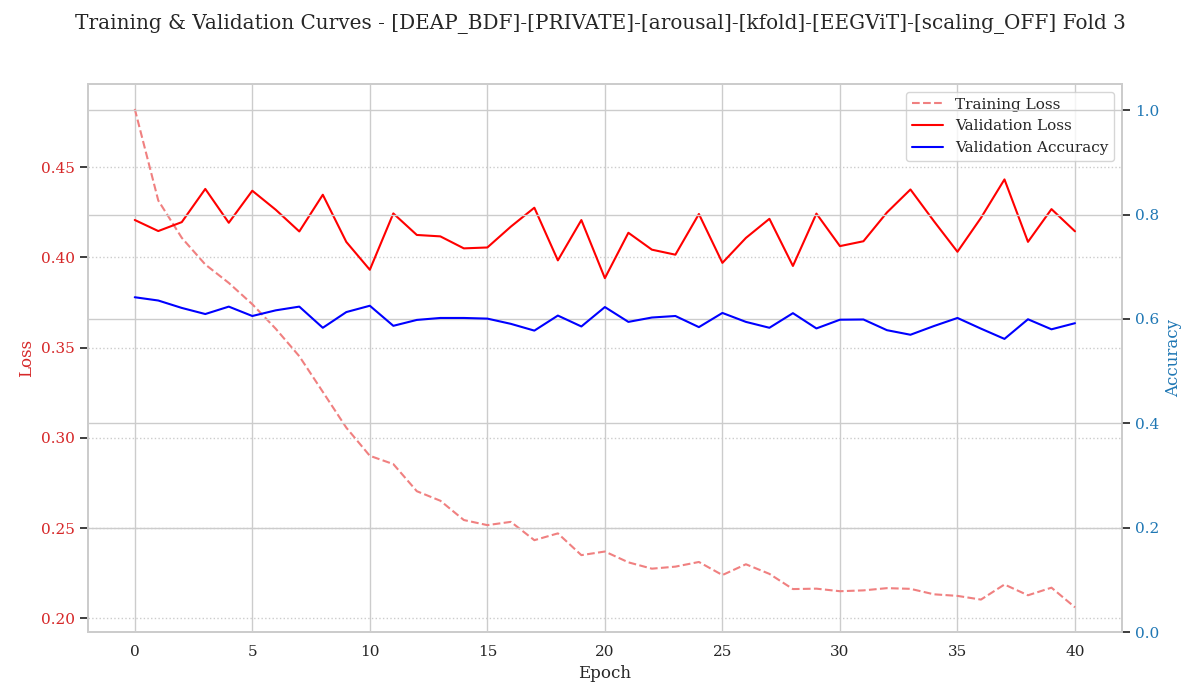 Training & Validation Curves - [DEAP_BDF]-[PRIVATE]-[arousal]-[kfold]-[EEGViT]-[scaling_OFF] Fold 3
Training Loss
Validation Loss
Validation Accuracy
Loss
0.45
0.40
0.35
0.30
0.25
0.20
1.0
0.8
0.6
0.4
0.2
0.0
Accuracy
0 5 10 15 20 25 30 35 40
Epoch